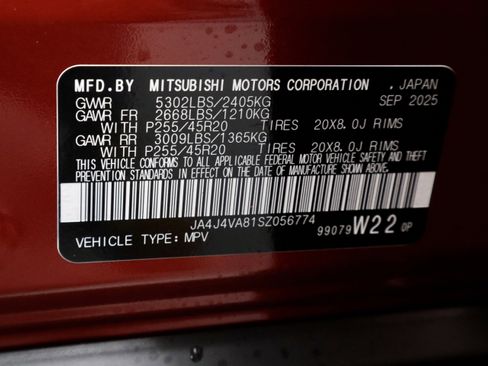 MFD.BY MITSUBISHI MOTORS CORPORATION , JAPAN
GVWR 5302LBS/2405KG SEP 2025
GAWR FR 2668LBS/1210KG
WITH P255/45R20 TIRES 20X8.0J RIMS
GAWR RR 3009LBS/1365KG
WITH P255/45R20 TIRES 20X8.0J RIMS
THIS VEHICLE CONFORMS TO ALL APPLICABLE FEDERAL MOTOR VEHICLE SAFETY AND THEFT
PREVENTION STANDARDS IN EFFECT ON THE DATE OF MANUFACTURE SHOWN ABOVE.
JA4J4VA81SZ056774
VEHICLE TYPE: MPV 99079 W22 0P